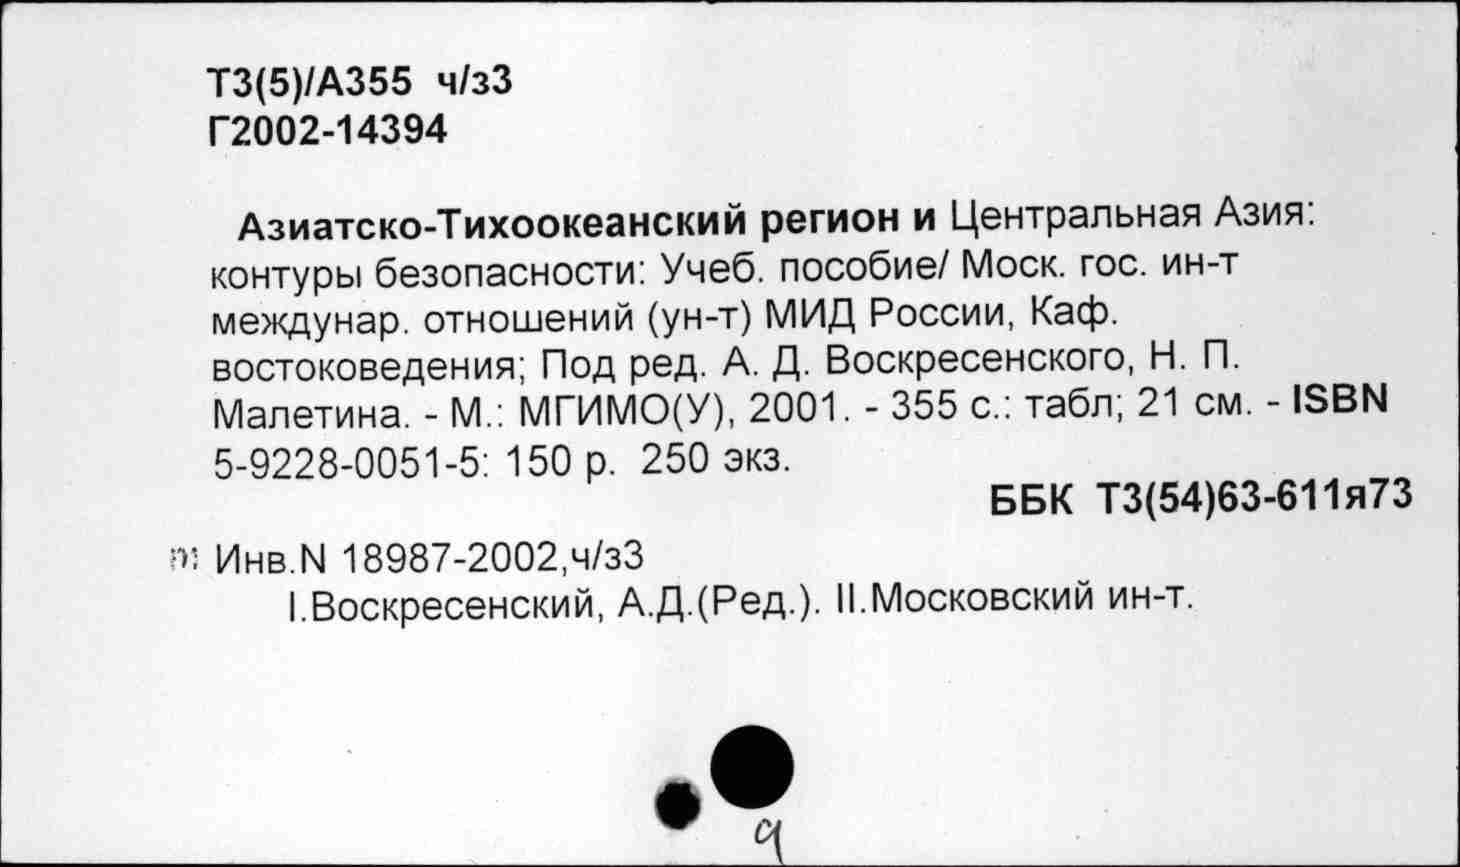 Т3(5)/А355 ч/з3
Г2002-14394
Азиатско-Тихоокеанский регион и Центральная Азия:
контуры безопасности: Учеб. пособие/ Моск. гос. ин-т
междунар. отношений (ун-т) МИД России, Каф.
востоковедения; Под ред. А. Д. Воскресенского, Н. П.
Малетина. - М.: МГИМО(У), 2001. - 355 с.: табл; 21 см. - ISBN
5-9228-0051-5: 150 р. 250 экз.
ББК Т3(54)63-611я73
Инв.N 18987-2002,ч/з3
I.Воскресенский, А.Д.(Ред.). II.Московский ин-т.